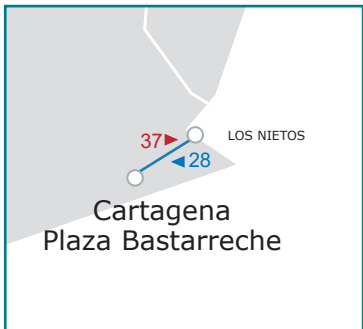 37►
LOS NIETOS
◄28
Cartagena
Plaza Bastarreche